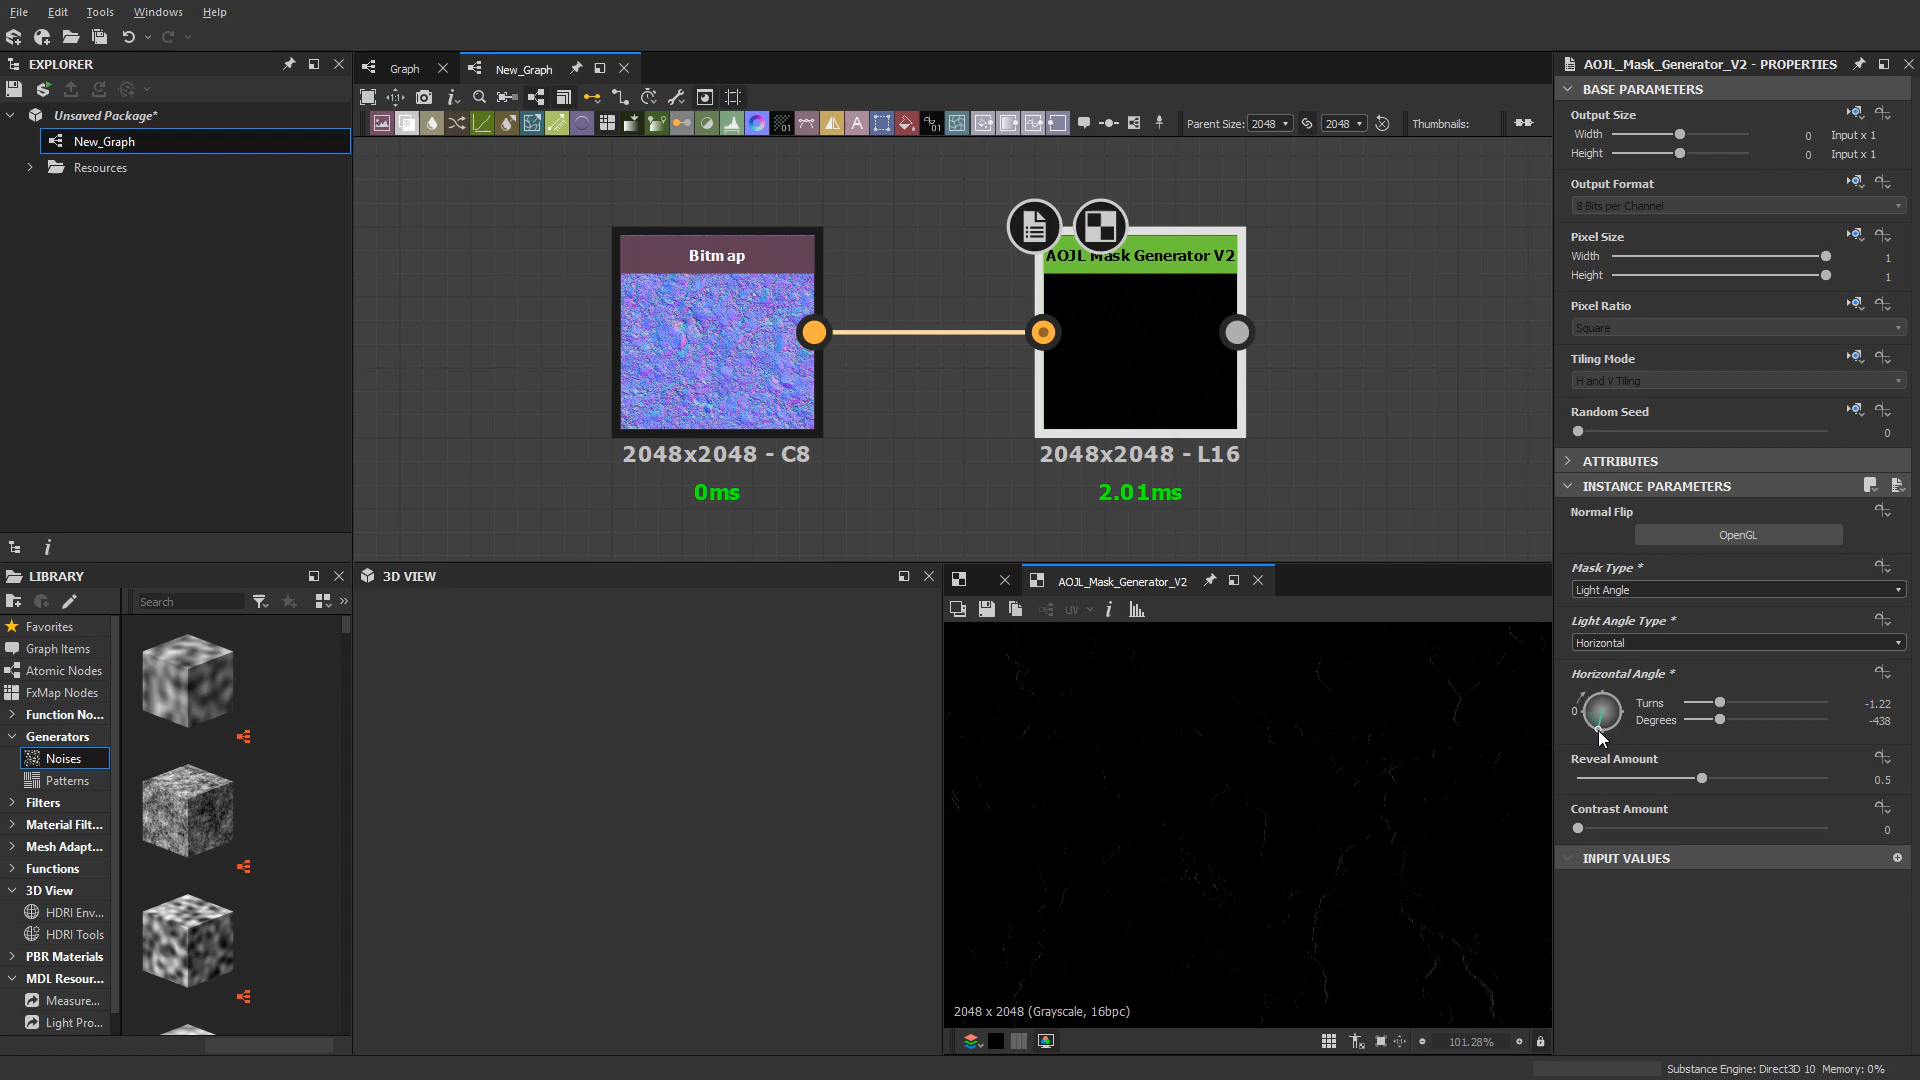 File Edit Tools Windows Help
EXPLORER
Unsaved Package*
New_Graph
Resources
LIBRARY
Search
Favorites
Graph Items
Atomic Nodes
FxMap Nodes
Function No...
Generators
Noises
Patterns
Filters
Material Filt...
Mesh Adapt...
Functions
3D View
HDRI Env...
HDRI Tools
PBR Materials
MDL Resour...
Measure...
Light Pro...
Graph
New_Graph
Parent Size: 2048 2048 Thumbnails:
Bitmap
2048x2048 - C8
0ms
AOJL Mask Generator V2
2048x2048 - L16
2.01ms
3D VIEW
AOJL_Mask_Generator_V2
UV
2048 x 2048 (Grayscale, 16bpc)
101.28%
AOJL_Mask_Generator_V2 - PROPERTIES
BASE PARAMETERS
Output Size
Width 0 Input x 1
Height 0 Input x 1
Output Format
8 Bits per Channel
Pixel Size
Width 1
Height 1
Pixel Ratio
Square
Tiling Mode
H and V Tiling
Random Seed
0
ATTRIBUTES
INSTANCE PARAMETERS
Normal Flip
OpenGL
Mask Type *
Light Angle
Light Angle Type *
Horizontal
Horizontal Angle *
0 Turns -1.22
Degrees -438
Reveal Amount
0.5
Contrast Amount
0
INPUT VALUES
Substance Engine: Direct3D 10 Memory: 0%